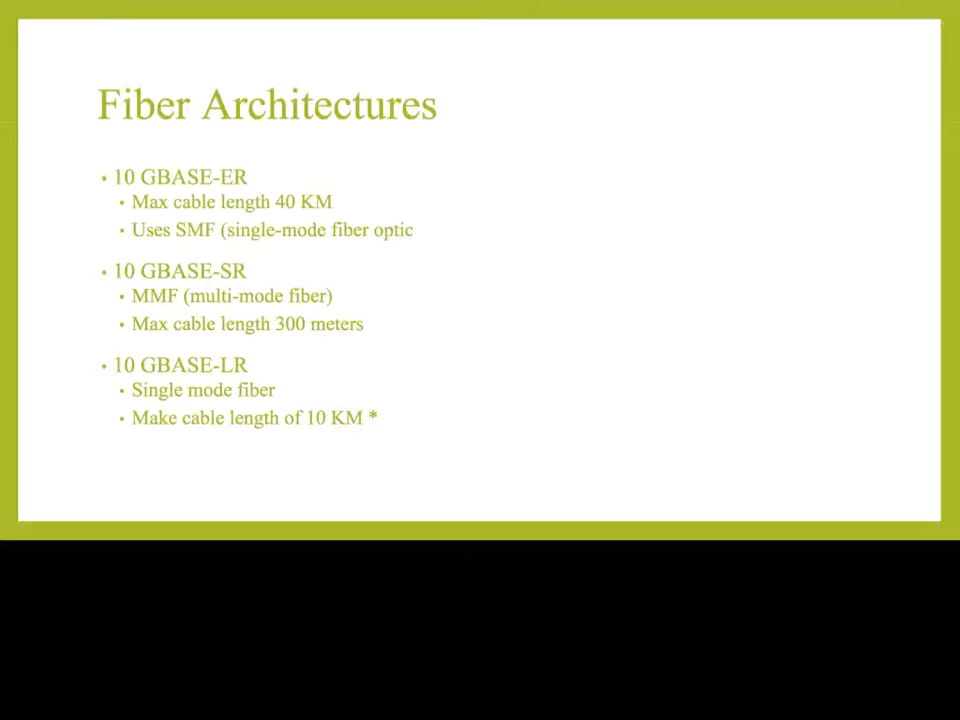 Fiber Architectures
• 10 GBASE-ER
• Max cable length 40 KM
• Uses SMF (single-mode fiber optic
• 10 GBASE-SR
• MMF (multi-mode fiber)
• Max cable length 300 meters
• 10 GBASE-LR
• Single mode fiber
• Make cable length of 10 KM *